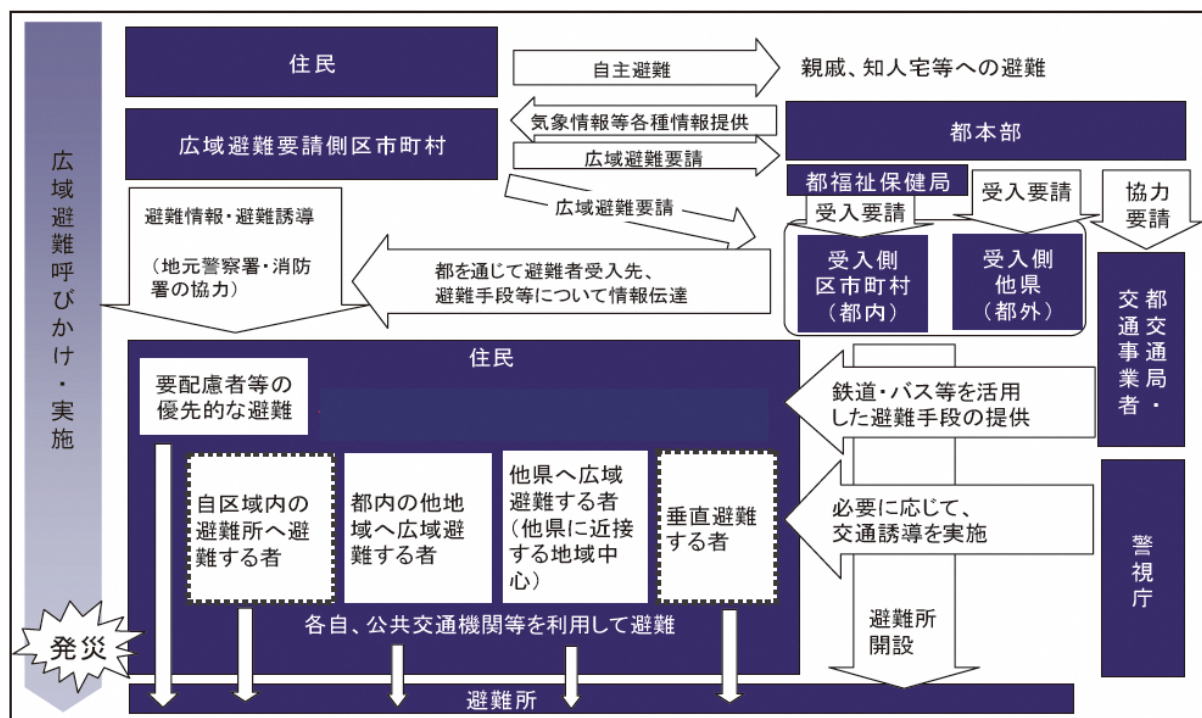 広域避難呼びかけ・実施
発災
住民
自主避難
親戚、知人宅等への避難
広域避難要請側区市町村
気象情報等各種情報提供
広域避難要請
都本部
都福祉保健局
広域避難要請
受入要請
受入要請
協力
要請
避難情報・避難誘導
（地元警察署・消防
署の協力）
都を通じて避難者受入先、
避難手段等について情報伝達
受入側
区市町村
（都内）
受入側
他県
（都外）
都交通局・
交通事業者
住民
要配慮者等の
優先的な避難
鉄道・バス等を活用
した避難手段の提供
自区域内の
避難所へ避
難する者
都内の他地
域へ広域避
難する者
他県へ広域
避難する者
（他県に近接
する地域中
心）
垂直避難
する者
必要に応じて、
交通誘導を実施
警視庁
各自、公共交通機関等を利用して避難
避難所
開設
避難所